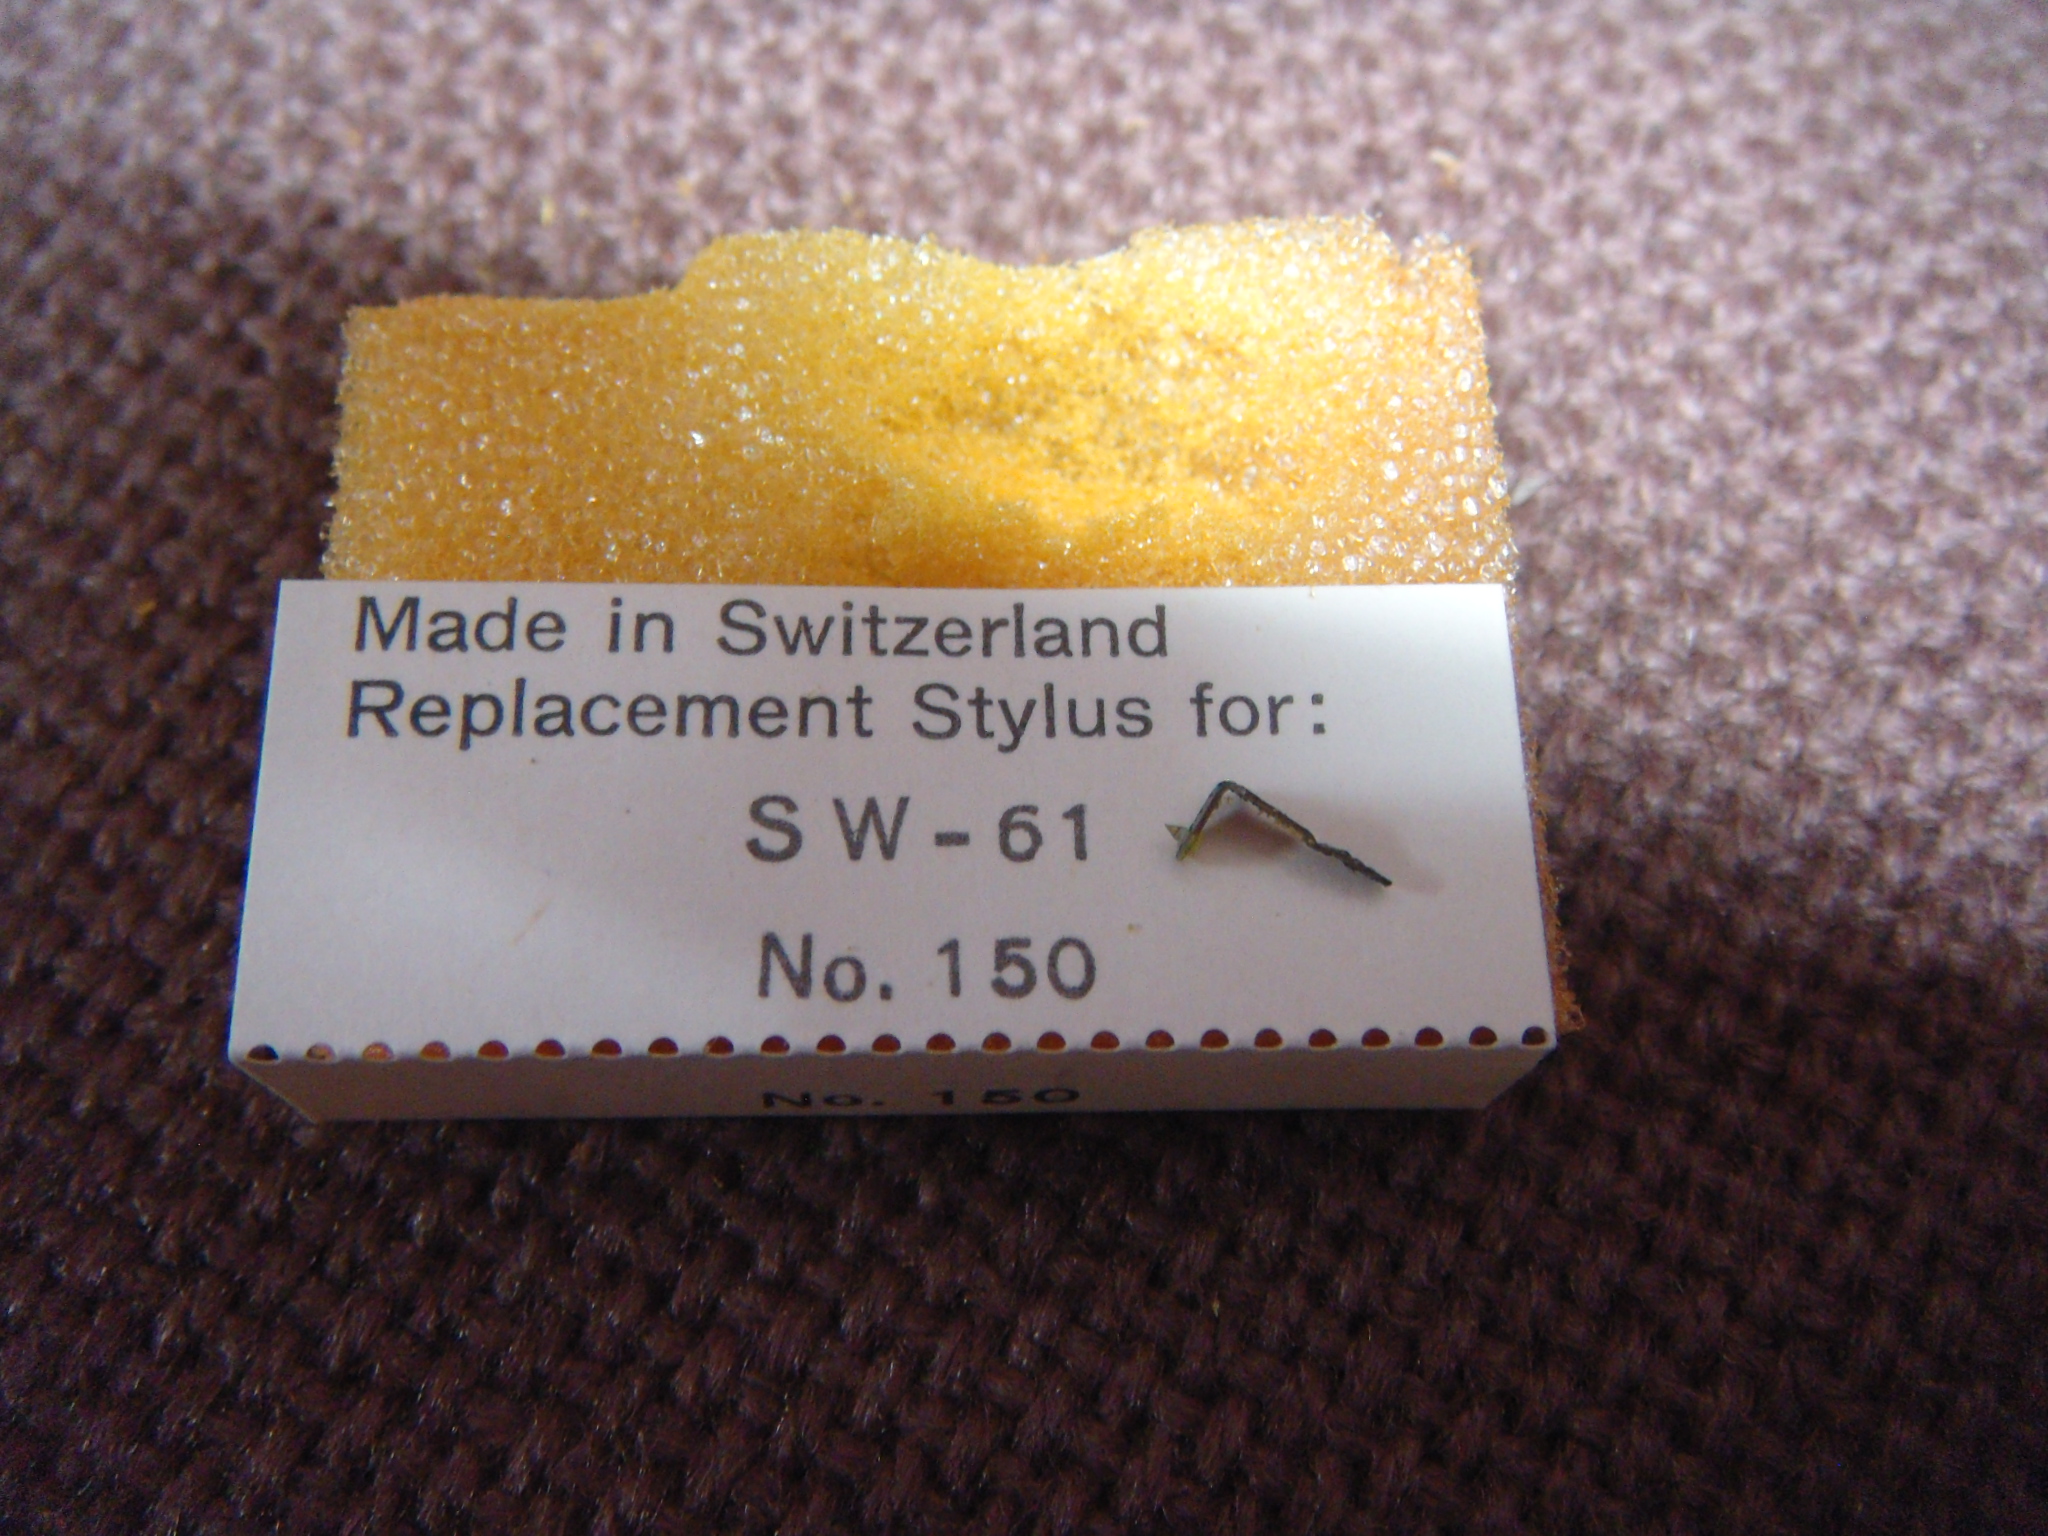 Made in Switzerland
Replacement Stylus for:
SW-61
No. 150
No. 150